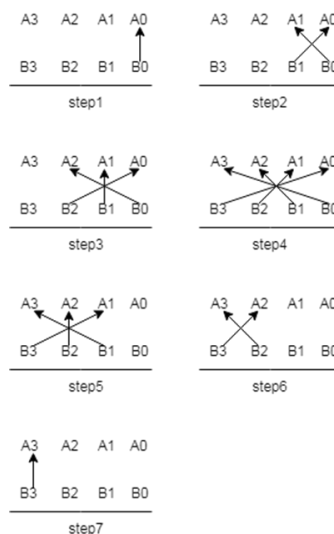 A3 A2 A1 A0
B3 B2 B1 B0
step1
A3 A2 A1 A0
B3 B2 B1 B0
step2
A3 A2 A1 A0
B3 B2 B1 B0
step3
A3 A2 A1 A0
B3 B2 B1 B0
step4
A3 A2 A1 A0
B3 B2 B1 B0
step5
A3 A2 A1 A0
B3 B2 B1 B0
step6
A3 A2 A1 A0
B3 B2 B1 B0
step7